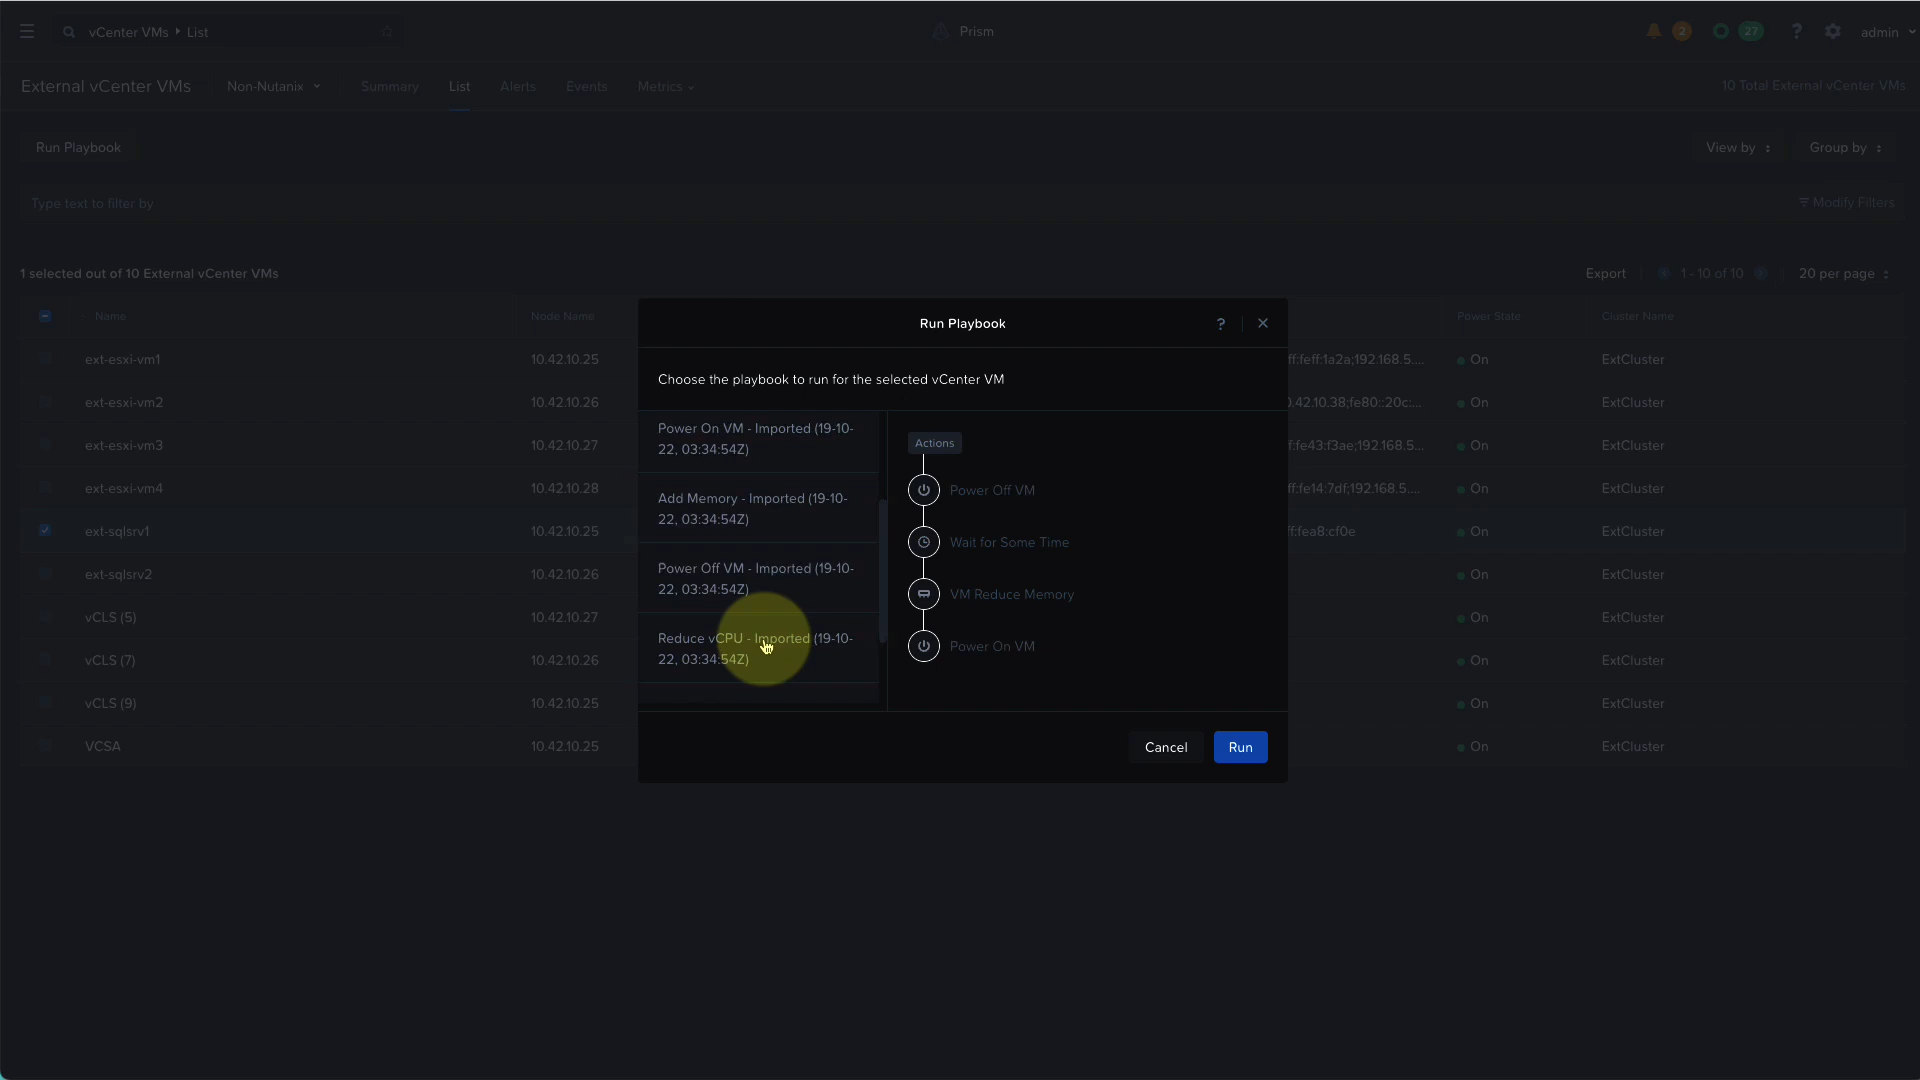 vCenter VMs ▸ List
Prism
2
27
?
admin
External vCenter VMs
Non-Nutanix
Summary
List
Alerts
Events
Metrics
10 Total External vCenter VMs
Run Playbook
View by
Group by
Type text to filter by
Modify Filters
1 selected out of 10 External vCenter VMs
Export
1 - 10 of 10
20 per page
Name
Node Name
Power State
Cluster Name
ext-esxi-vm1
10.42.10.25
ff:feff:1a2a;192.168.5....
On
ExtCluster
ext-esxi-vm2
10.42.10.26
0.42.10.38;fe80::20c:...
On
ExtCluster
ext-esxi-vm3
10.42.10.27
ff:fe43:f3ae;192.168.5....
On
ExtCluster
ext-esxi-vm4
10.42.10.28
ff:fe14:7df;192.168.5....
On
ExtCluster
ext-sqlsrv1
10.42.10.25
ff:fea8:cf0e
On
ExtCluster
ext-sqlsrv2
10.42.10.26
On
ExtCluster
vCLS (5)
10.42.10.27
On
ExtCluster
vCLS (7)
10.42.10.26
On
ExtCluster
vCLS (9)
10.42.10.25
On
ExtCluster
VCSA
10.42.10.25
On
ExtCluster
Run Playbook
?
Choose the playbook to run for the selected vCenter VM
Power On VM - Imported (19-10-
22, 03:34:54Z)
Add Memory - Imported (19-10-
22, 03:34:54Z)
Power Off VM - Imported (19-10-
22, 03:34:54Z)
Reduce vCPU - Imported (19-10-
22, 03:34:54Z)
Actions
Power Off VM
Wait for Some Time
VM Reduce Memory
Power On VM
Cancel
Run